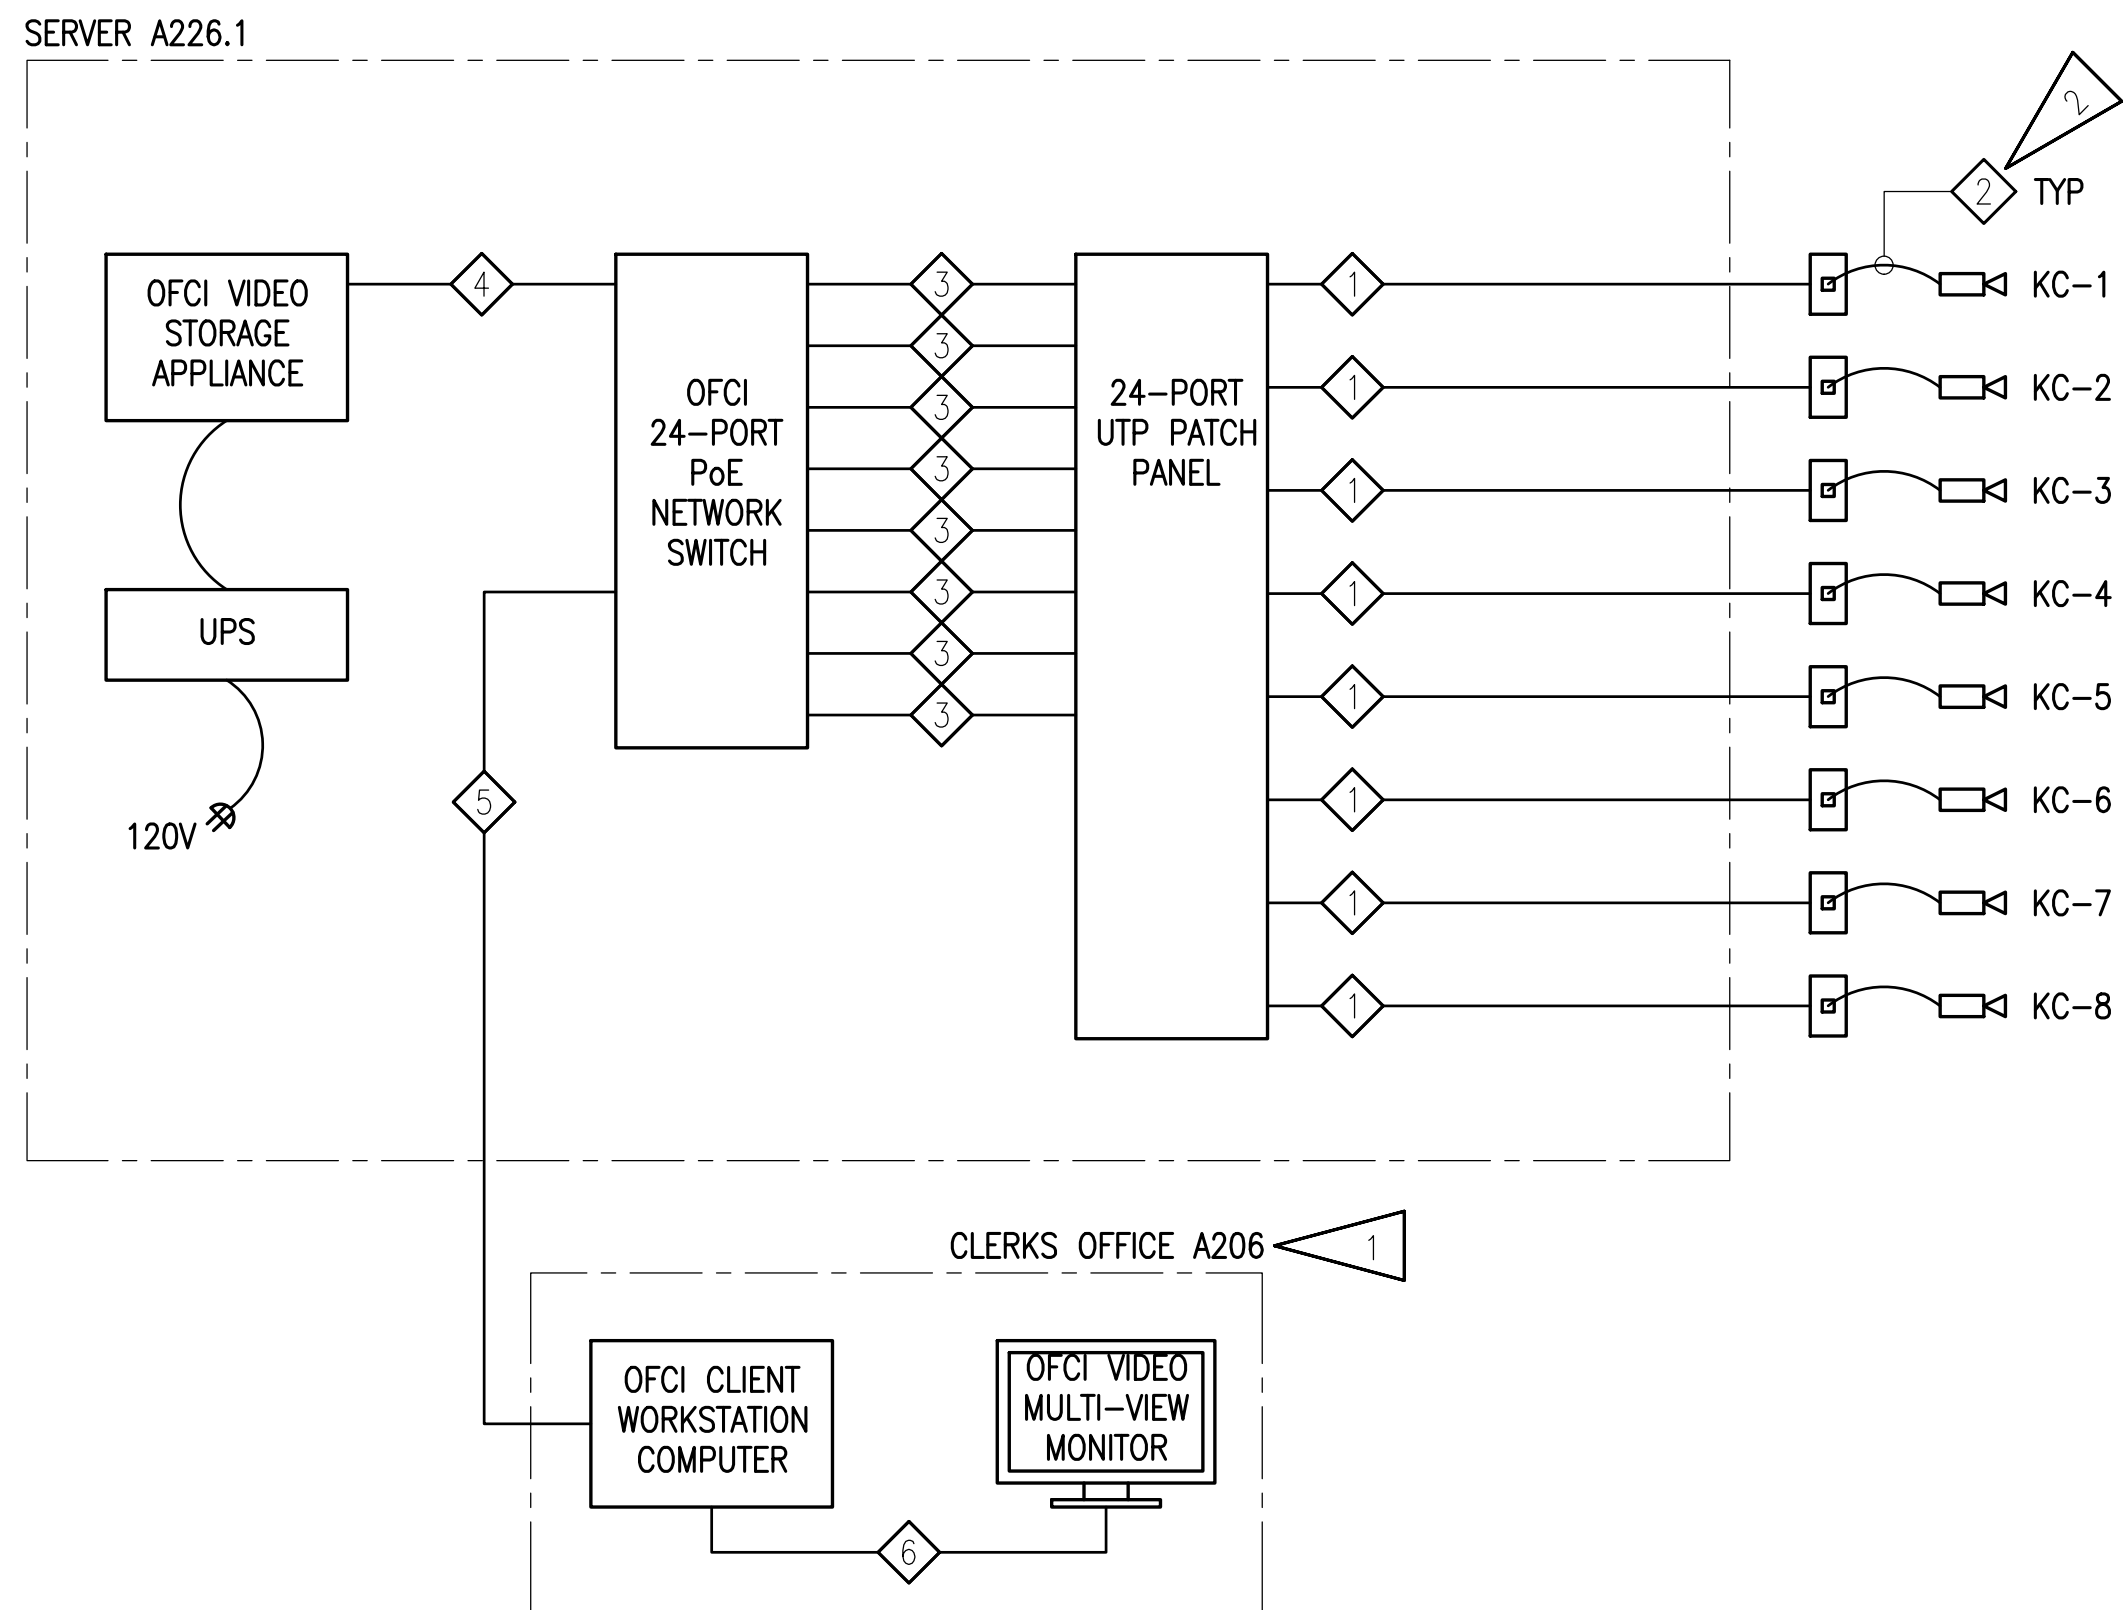 SERVER A226.1
2
2 TYP
OFCI VIDEO
STORAGE
APPLIANCE
4
OFCI
24-PORT
PoE
NETWORK
SWITCH
3
3
3
3
3
3
3
3
24-PORT
UTP PATCH
PANEL
1
1
1
1
1
1
1
1
KC-1
KC-2
KC-3
KC-4
KC-5
KC-6
KC-7
KC-8
UPS
120V
5
CLERKS OFFICE A206
1
OFCI CLIENT
WORKSTATION
COMPUTER
OFCI VIDEO
MULTI-VIEW
MONITOR
6